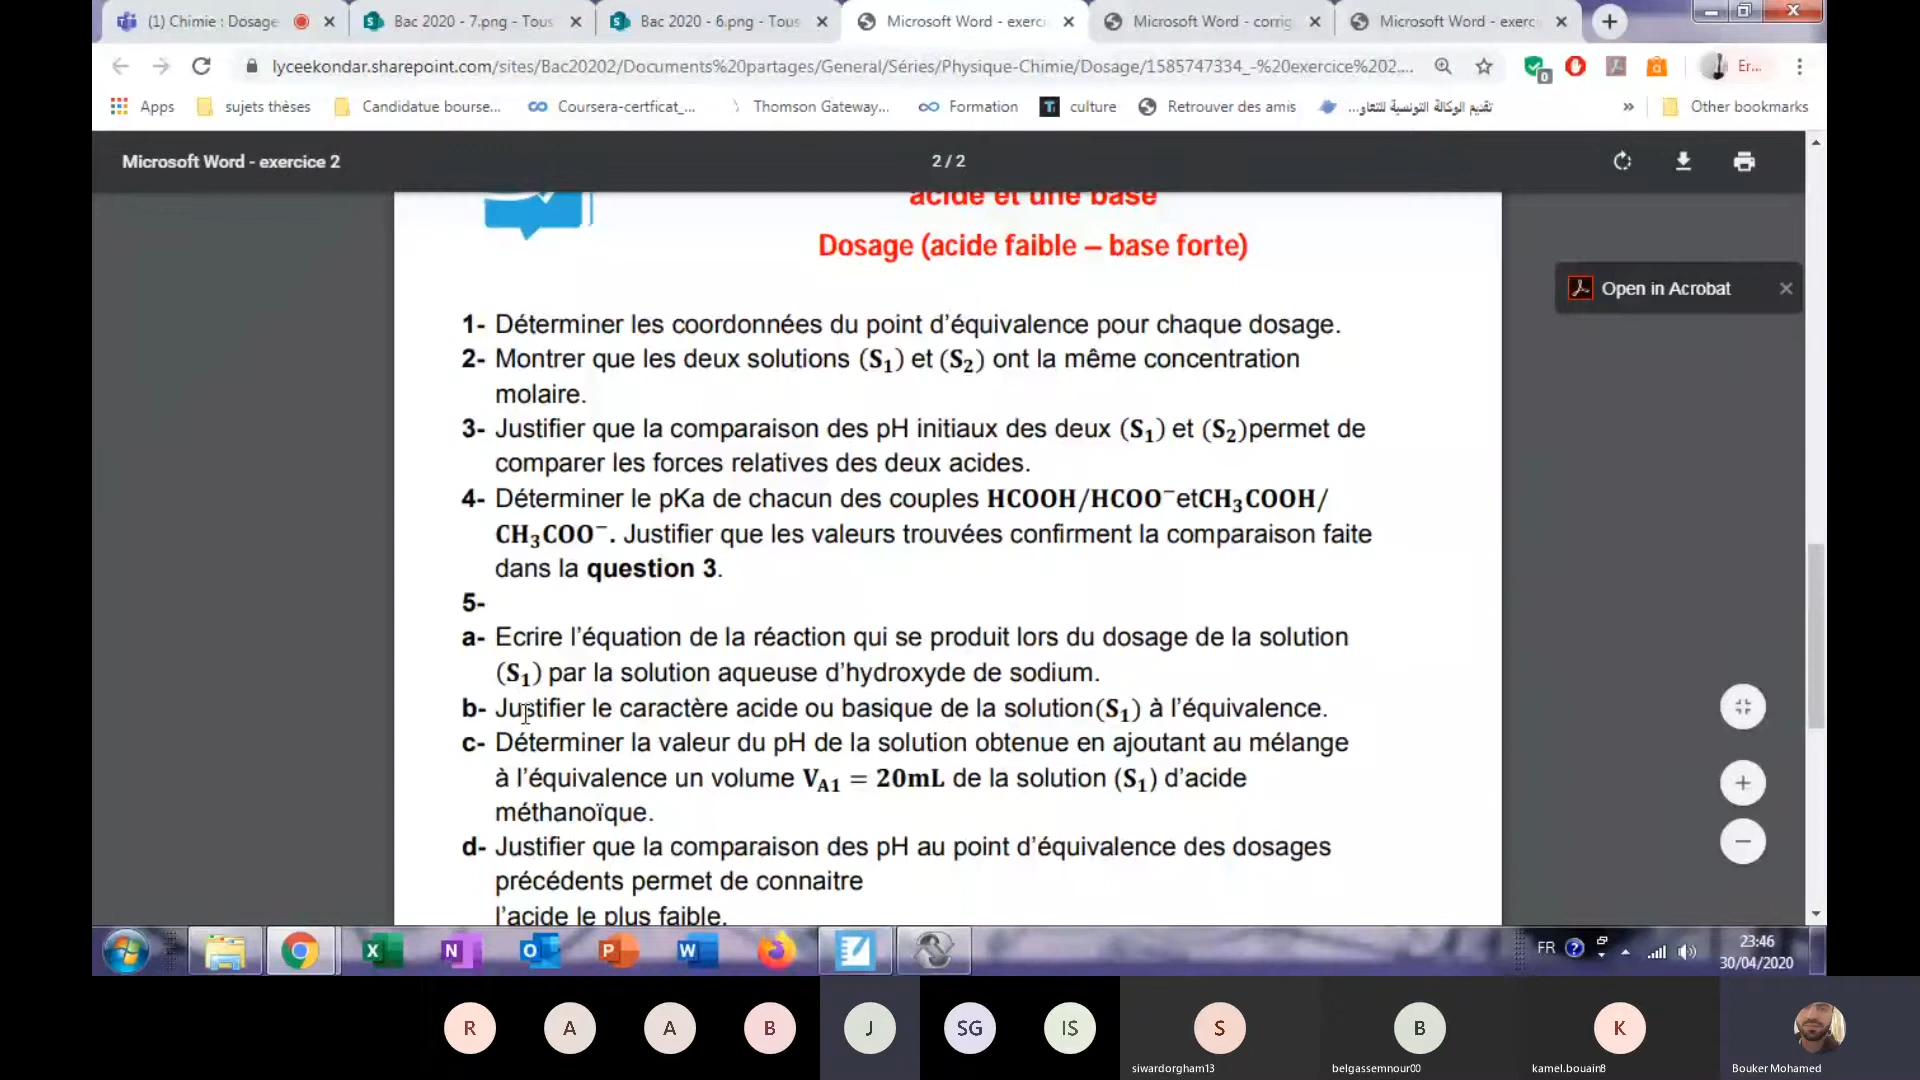 (1) Chimie : Dosage
Bac 2020 - 7.png - Tous
Bac 2020 - 6.png - Tous
Microsoft Word - exerci
Microsoft Word - corrig
Microsoft Word - exerc
lyceekondar.sharepoint.com/sites/Bac20202/Documents%20partages/General/Séries/Physique-Chimie/Dosage/1585747334_-%20exercice%202....
0
Er...
Apps
sujets thèses
Candidatue bourse...
Coursera-certficat_...
Thomson Gateway...
Formation
culture
Retrouver des amis
تقديم الوكالة التونسية للتعاو...
»
Other bookmarks
Microsoft Word - exercice 2
2 / 2
acide et une base
Dosage (acide faible – base forte)
Open in Acrobat
1- Déterminer les coordonnées du point d’équivalence pour chaque dosage.
2- Montrer que les deux solutions (S₁) et (S₂) ont la même concentration
molaire.
3- Justifier que la comparaison des pH initiaux des deux (S₁) et (S₂)permet de
comparer les forces relatives des deux acides.
4- Déterminer le pKa de chacun des couples HCOOH/HCOO⁻etCH₃COOH/
CH₃COO⁻. Justifier que les valeurs trouvées confirment la comparaison faite
dans la question 3.
5-
a- Ecrire l’équation de la réaction qui se produit lors du dosage de la solution
(S₁) par la solution aqueuse d’hydroxyde de sodium.
b- Justifier le caractère acide ou basique de la solution(S₁) à l’équivalence.
c- Déterminer la valeur du pH de la solution obtenue en ajoutant au mélange
à l’équivalence un volume V_A1 = 20mL de la solution (S₁) d’acide
méthanoïque.
d- Justifier que la comparaison des pH au point d’équivalence des dosages
précédents permet de connaitre
l’acide le plus faible.
FR
23:46
30/04/2020
R
A
A
B
J
SG
IS
S
B
K
siwardorgham13
belgassemnour00
kamel.bouain8
Bouker Mohamed